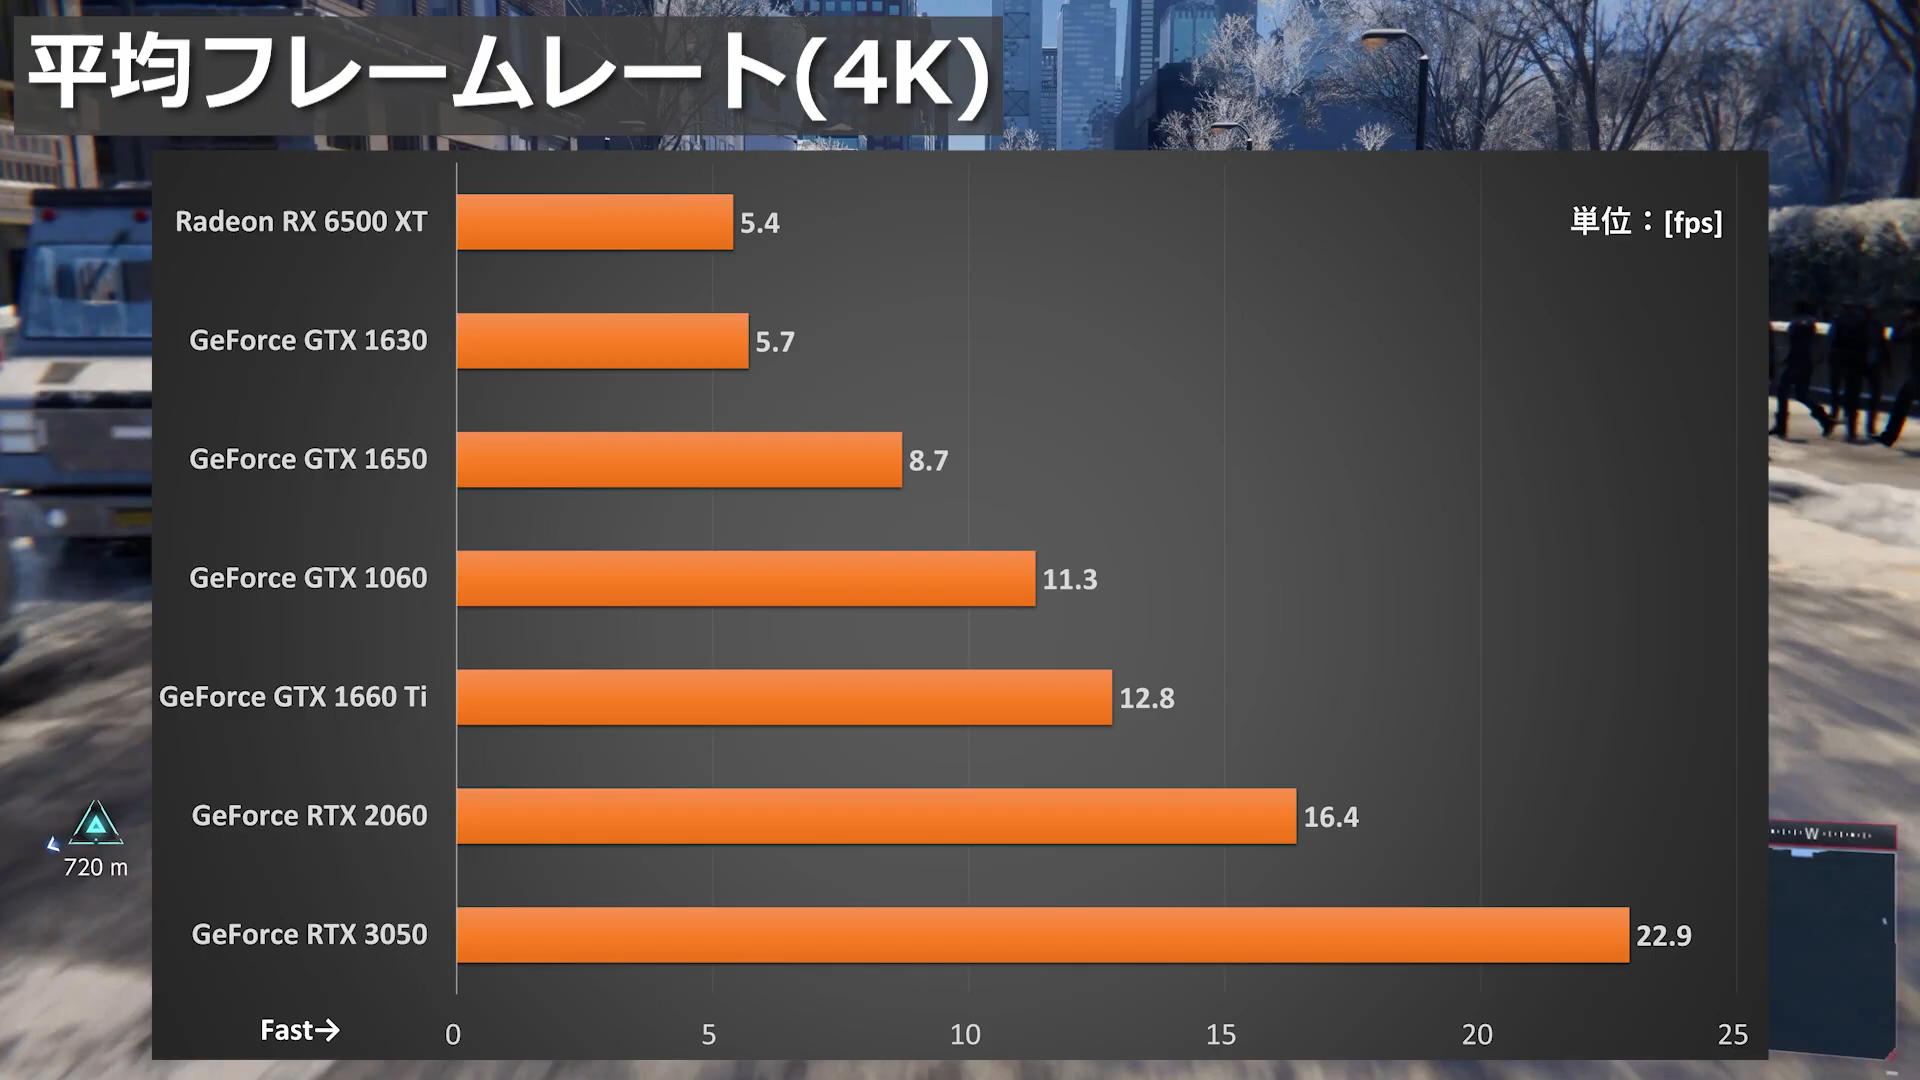 平均フレームレート(4K)
単位：[fps]
Radeon RX 6500 XT 5.4
GeForce GTX 1630 5.7
GeForce GTX 1650 8.7
GeForce GTX 1060 11.3
GeForce GTX 1660 Ti 12.8
GeForce RTX 2060 16.4
GeForce RTX 3050 22.9
Fast→ 0 5 10 15 20 25
720 m
W